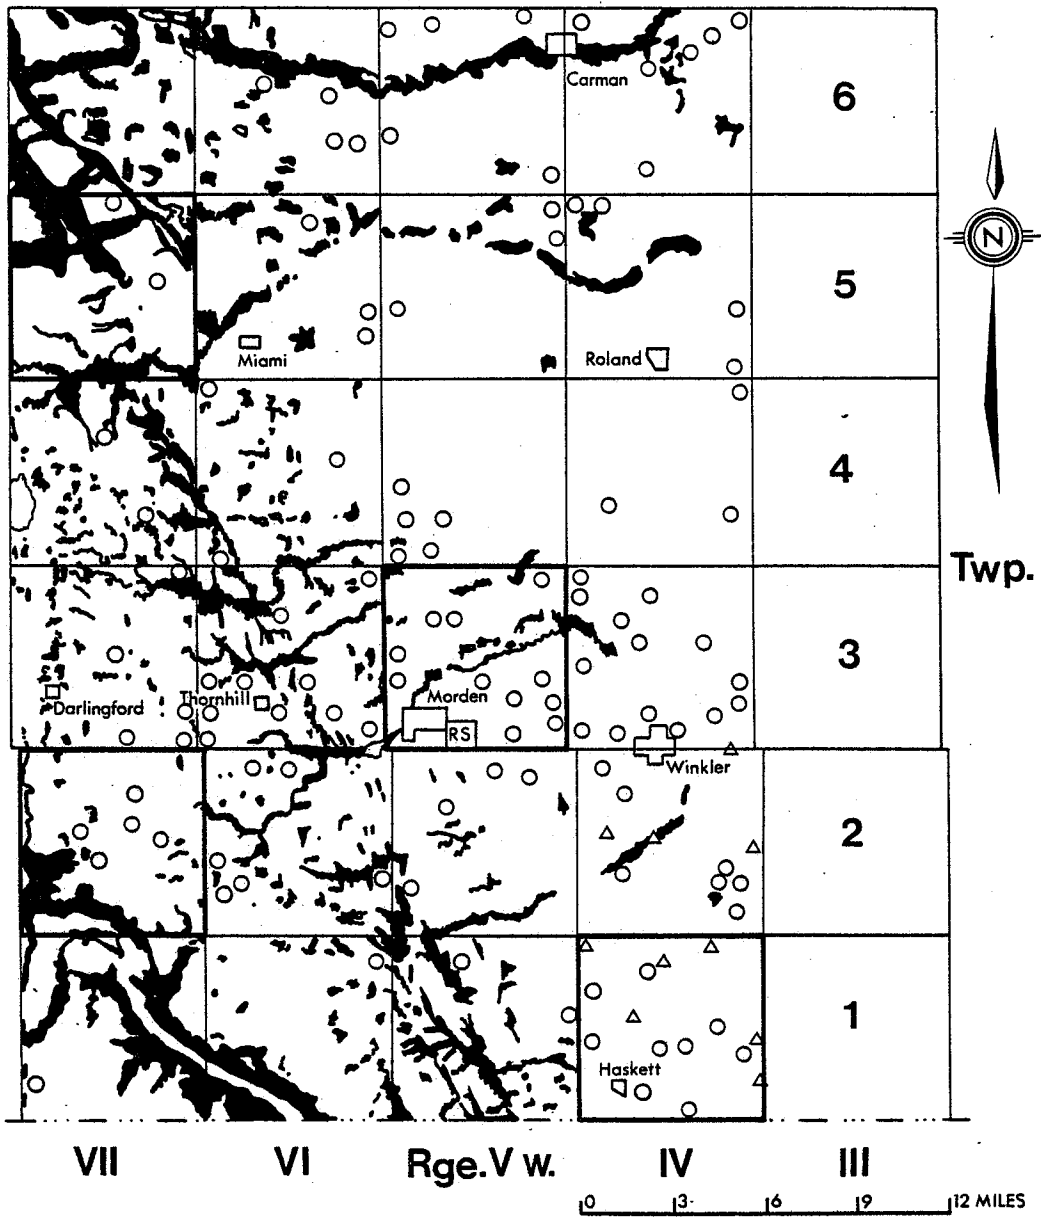 Carman
6
N
5
Miami
Roland
4
Twp.
3
Darlingford
Thornhill
Morden
RS
Winkler
2
1
Haskett
VII VI Rge. V w. IV III
0 3 6 9 12 MILES